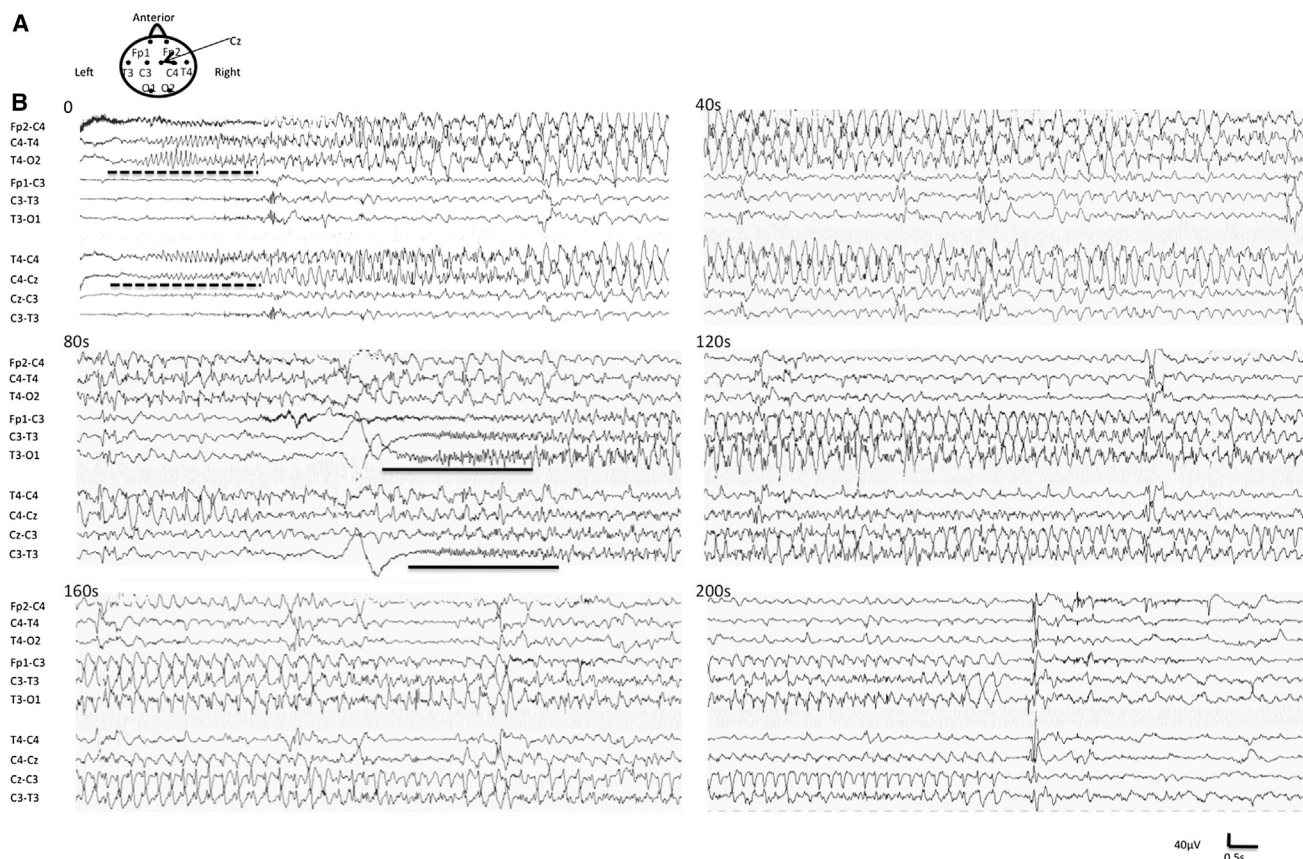 A
Anterior
Cz
Fp1 Fp2
Left T3 C3 C4 T4 Right
O1 O2
B
0
Fp2-C4
C4-T4
T4-O2
Fp1-C3
C3-T3
T3-O1
T4-C4
C4-Cz
Cz-C3
C3-T3
40s
80s
Fp2-C4
C4-T4
T4-O2
Fp1-C3
C3-T3
T3-O1
T4-C4
C4-Cz
Cz-C3
C3-T3
120s
160s
Fp2-C4
C4-T4
T4-O2
Fp1-C3
C3-T3
T3-O1
T4-C4
C4-Cz
Cz-C3
C3-T3
200s
40µV
0.5s